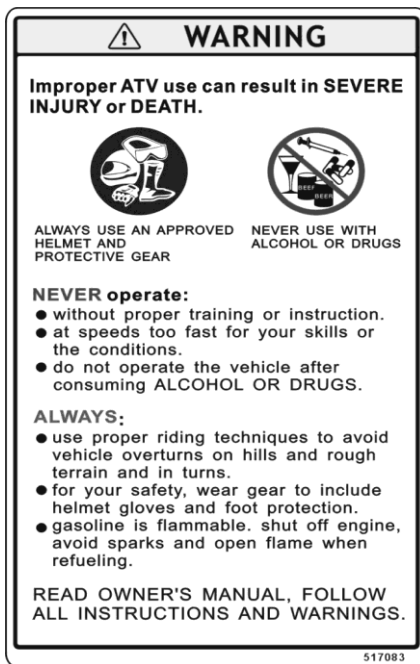 WARNING
Improper ATV use can result in SEVERE
INJURY or DEATH.
BEEF
BEER
ALWAYS USE AN APPROVED
HELMET AND
PROTECTIVE GEAR
NEVER USE WITH
ALCOHOL OR DRUGS
NEVER operate:
● without proper training or instruction.
● at speeds too fast for your skills or
the conditions.
● do not operate the vehicle after
consuming ALCOHOL OR DRUGS.
ALWAYS:
● use proper riding techniques to avoid
vehicle overturns on hills and rough
terrain and in turns.
● for your safety, wear gear to include
helmet gloves and foot protection.
● gasoline is flammable. shut off engine,
avoid sparks and open flame when
refueling.
READ OWNER'S MANUAL, FOLLOW
ALL INSTRUCTIONS AND WARNINGS.
517083